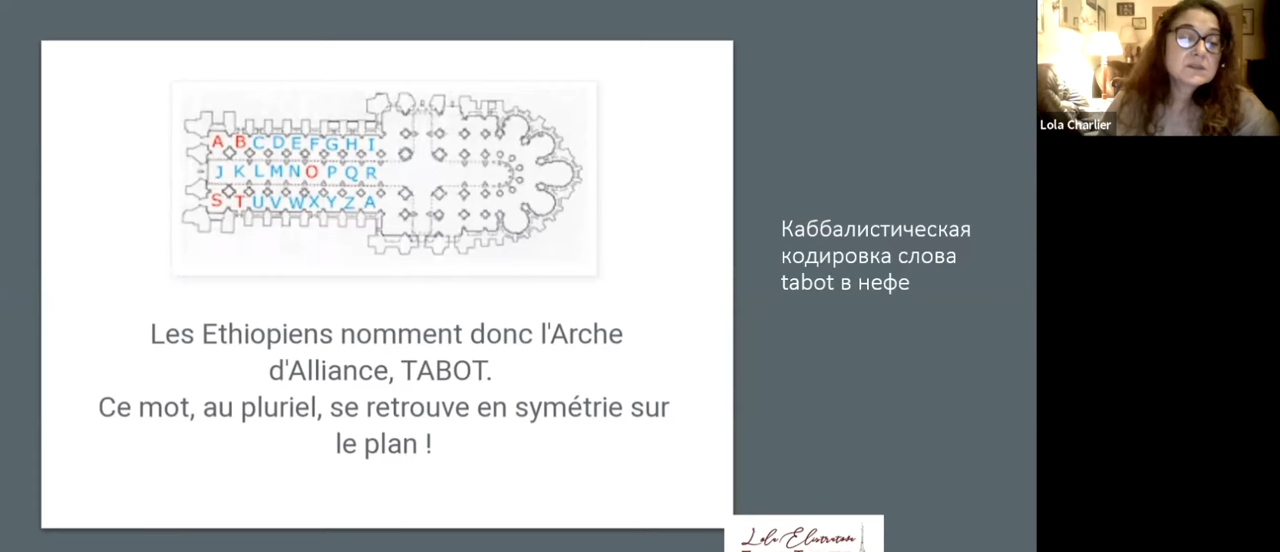 A B C D E F G H I
J K L M N O P Q R
S T U V W X Y Z A
Les Ethiopiens nomment donc l'Arche
d'Alliance, TABOT.
Ce mot, au pluriel, se retrouve en symétrie sur
le plan !
Каббалистическая
кодировка слова
tabot в нефе
Lola Charlier